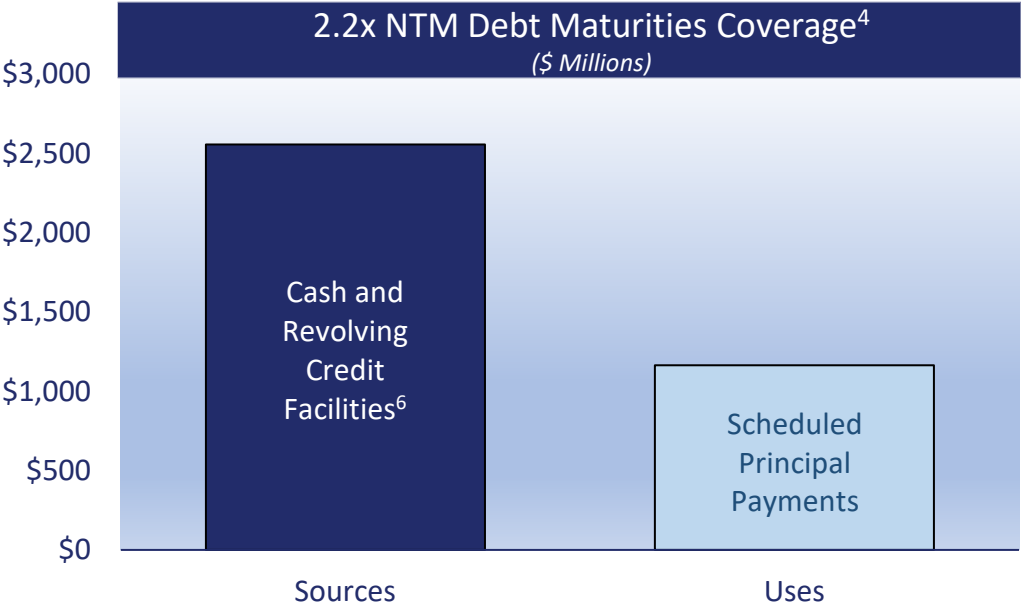 2.2x NTM Debt Maturities Coverage⁴
($ Millions)
$3,000
$2,500
$2,000
$1,500
$1,000
$500
$0
Cash and
Revolving
Credit
Facilities⁶
Scheduled
Principal
Payments
Sources
Uses